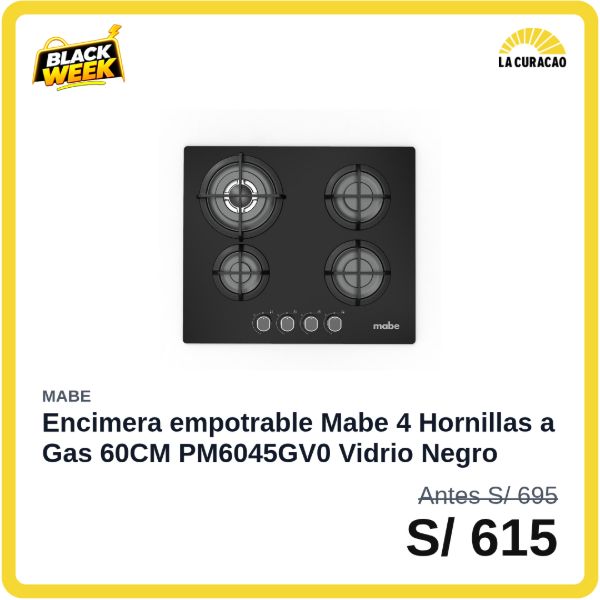 BLACK
WEEK
LA CURACAO
mabe
MABE
Encimera empotrable Mabe 4 Hornillas a
Gas 60CM PM6045GV0 Vidrio Negro
Antes S/ 695
S/ 615